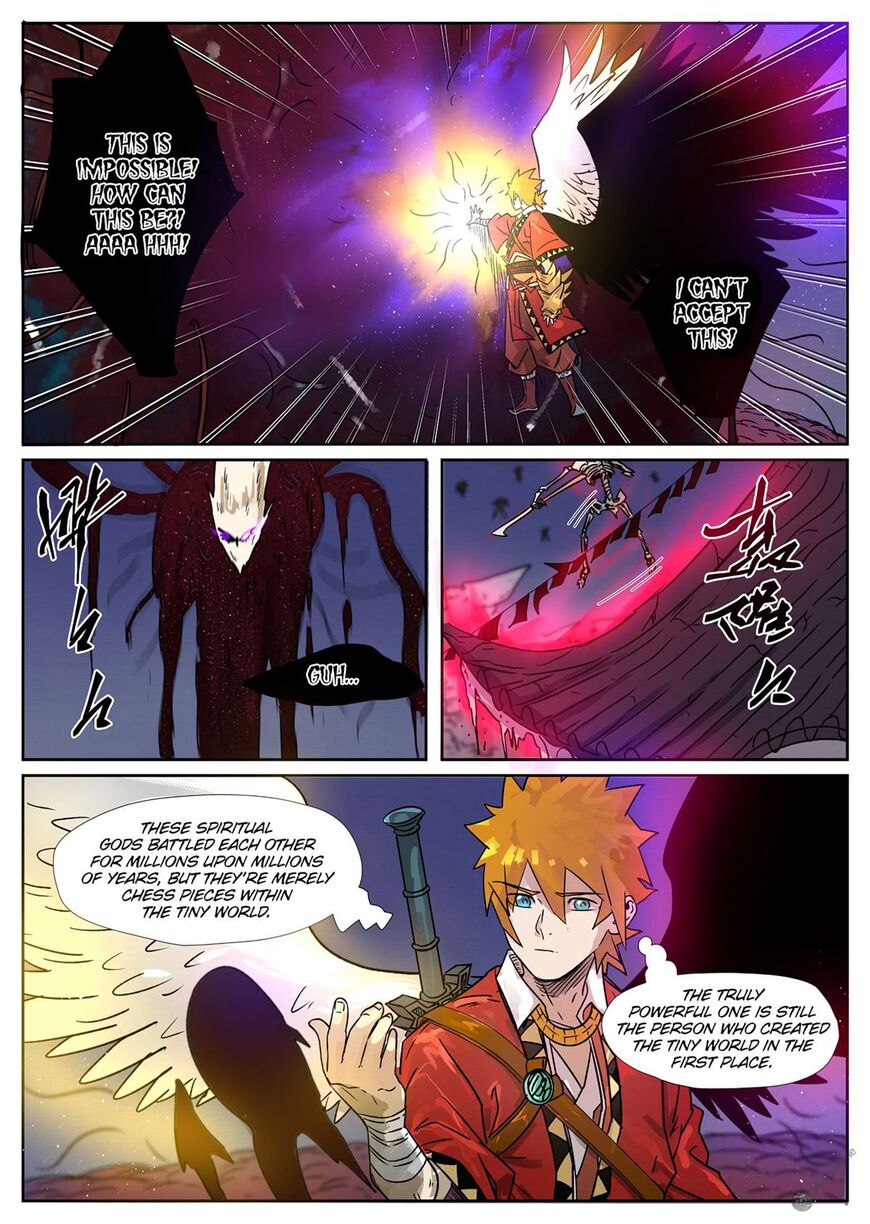 THIS IS
IMPOSSIBLE!
HOW CAN
THIS BE?!
AAAA HHH!
I CAN'T
ACCEPT
THIS!
GUH...
THESE SPIRITUAL
GODS BATTLED EACH OTHER
FOR MILLIONS UPON MILLIONS
OF YEARS, BUT THEY'RE MERELY
CHESS PIECES WITHIN
THE TINY WORLD.
THE TRULY
POWERFUL ONE IS STILL
THE PERSON WHO CREATED
THE TINY WORLD IN THE
FIRST PLACE.